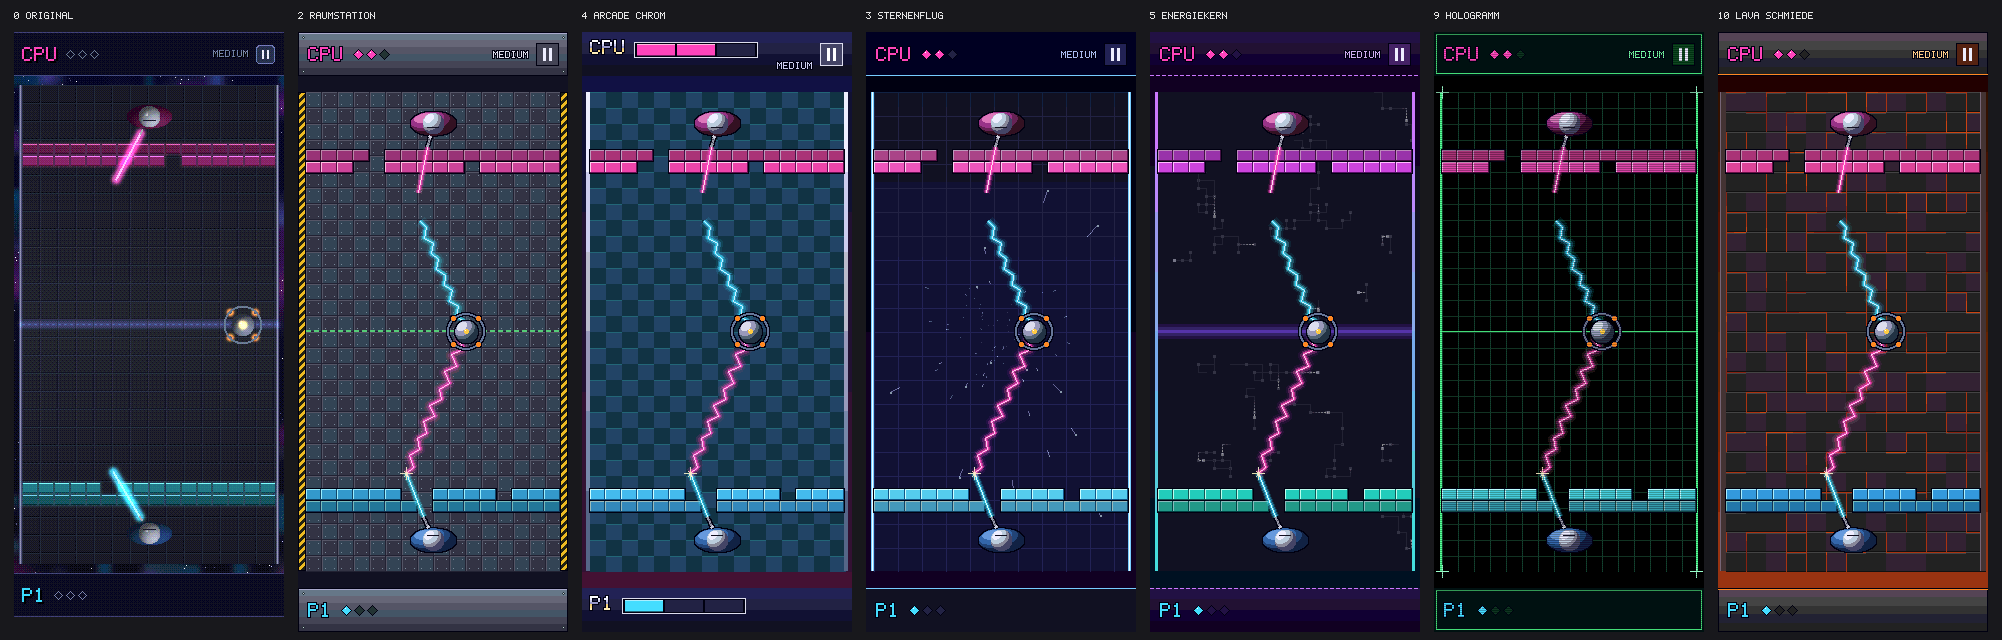 0 ORIGINAL
CPU
MEDIUM
P1
2 RAUMSTATION
CPU
MEDIUM
P1
4 ARCADE CHROM
CPU
MEDIUM
P1
3 STERNENFLUG
CPU
MEDIUM
P1
5 ENERGIEKERN
CPU
MEDIUM
P1
9 HOLOGRAMM
CPU
MEDIUM
P1
10 LAVA SCHMIEDE
CPU
MEDIUM
P1